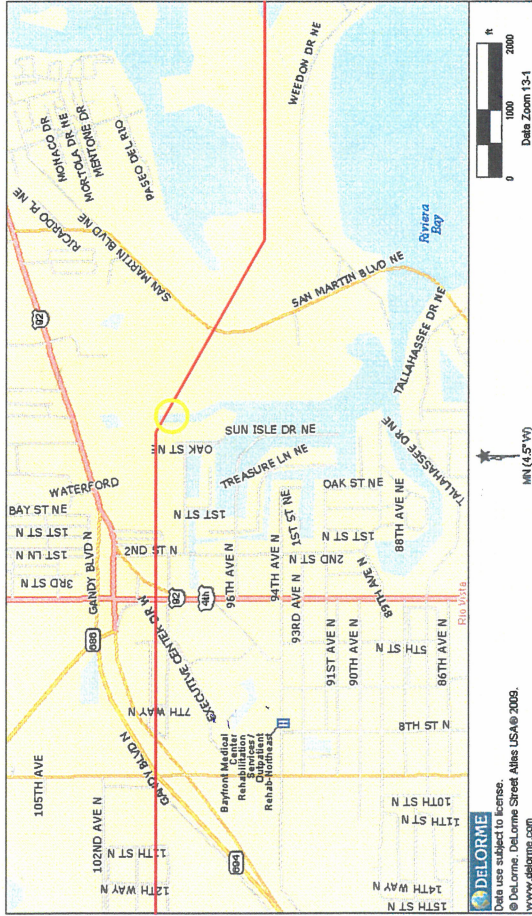 MONACO DR
MORTOLA DR NE
MENTONE DR
RICARDO PL NE
PASEO DEL RIO
92
SAN MARTIN BLVD NE
WEEDON DR NE
SAN MARTIN BLVD NE
Riviera
Bay
WATERFORD
BAY ST NE
1ST ST N
1ST LN N
3RD ST N
GANDY BLVD N
2ND ST N
1ST ST N
OAK ST NE
SUN ISLE DR NE
TREASURE LN NE
TALLAHASSEE DR NE
TALLAHASSEE DR NE
OAK ST NE
1ST ST NE
1ST ST N
2ND ST N
88TH AVE NE
89TH AVE N
686
92
4th
96TH AVE N
94TH AVE N
93RD AVE N
91ST AVE N
90TH AVE N
5TH ST N
86TH AVE N
Rio Vista
EXECUTIVE CENTER DR W
7TH WAY N
Bayfront Medical
Center
Rehabilitation
Services /
Outpatient
Rehab-Northeast
8TH ST N
105TH AVE
102ND AVE N
GANDY BLVD N
11TH ST N
12TH WAY N
694
10TH ST N
11TH ST N
14TH WAY N
15TH ST N
DELORME
Data use subject to license.
© DeLorme. DeLorme Street Atlas USA® 2009.
www.delorme.com
MN (4.5° W)
ft
0 1000 2000
Data Zoom 13-1